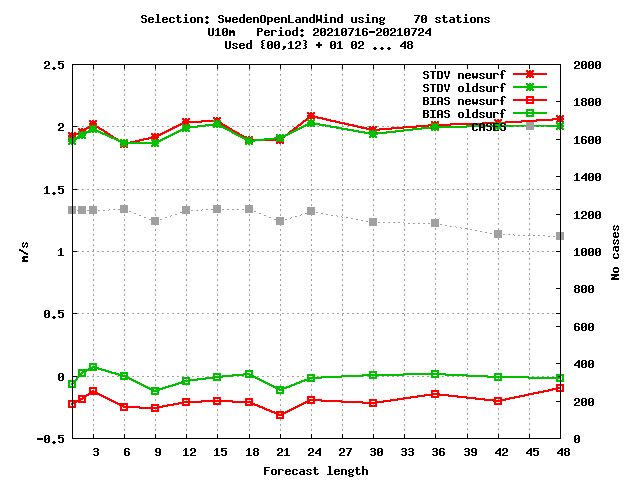 Selection: SwedenOpenLandWind using    70 stations
U10m   Period: 20210716-20210724
Used {00,12} + 01 02 ... 48
2.5
2
1.5
1
0.5
0
-0.5
m/s
2000
1800
1600
1400
1200
1000
800
600
400
200
0
No cases
STDV newsurf
STDV oldsurf
BIAS newsurf
BIAS oldsurf
CASES
3 6 9 12 15 18 21 24 27 30 33 36 39 42 45 48
Forecast length